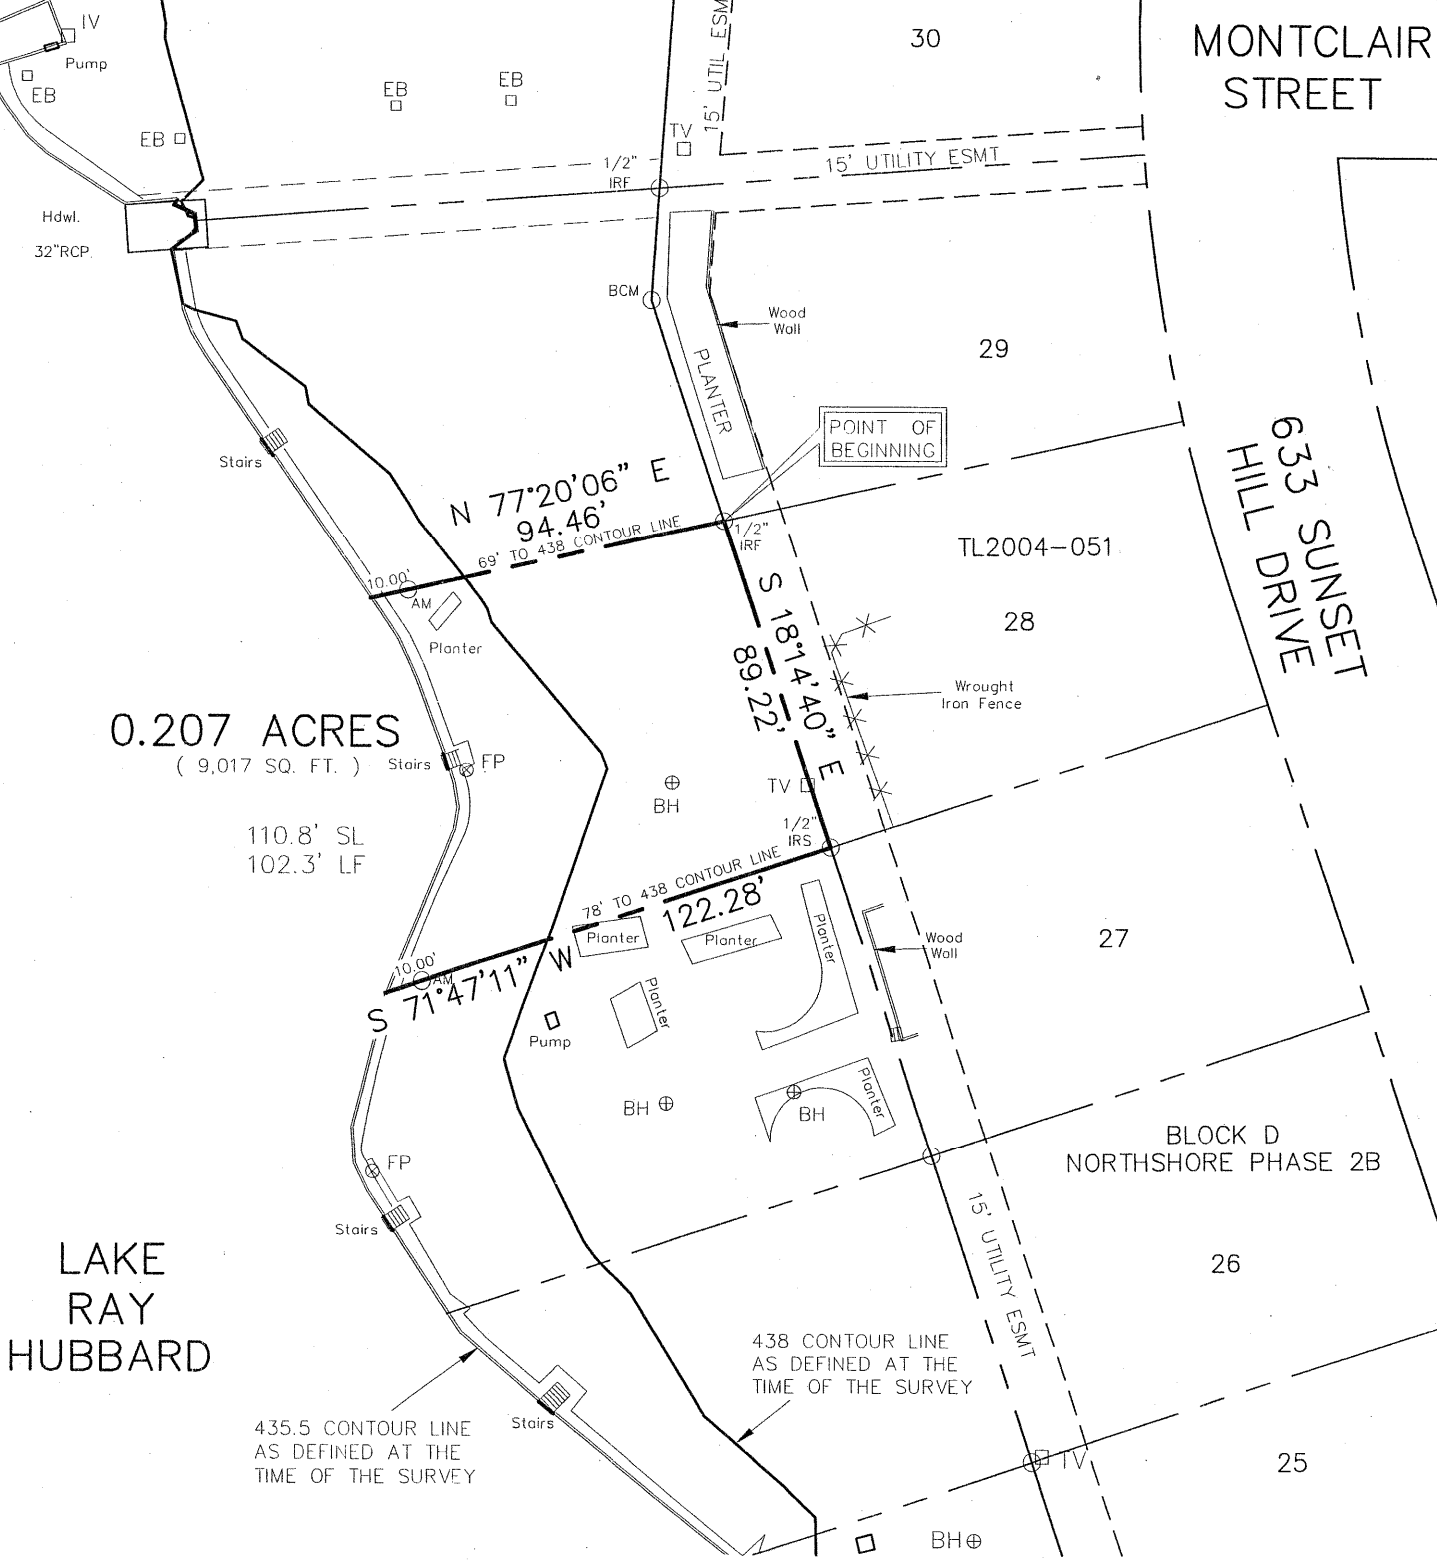 IV
Pump
EB
EB
EB
EB
TV
15' UTIL ESM
30
MONTCLAIR
STREET
1/2"
IRF
15' UTILITY ESMT
Hdwl.
32"RCP.
BCM
Wood
Wall
29
PLANTER
POINT OF
BEGINNING
Stairs
N 77°20'06" E
94.46'
69' TO 438 CONTOUR LINE
1/2"
IRF
10.00'
AM
Planter
TL2004-051
28
633 SUNSET
HILL DRIVE
S 18°14'40" E
89.22'
Wrought
Iron Fence
0.207 ACRES
( 9,017 SQ. FT. )
Stairs
FP
BH
TV
1/2"
IRS
110.8' SL
102.3' LF
78' TO 438 CONTOUR LINE
122.28'
Planter
Planter
Planter
Wood
Wall
27
10.00'
AM
S 71°47'11" W
Planter
Pump
BH
BH
Planter
BLOCK D
NORTHSHORE PHASE 2B
FP
Stairs
15' UTILITY ESMT
26
LAKE
RAY
HUBBARD
438 CONTOUR LINE
AS DEFINED AT THE
TIME OF THE SURVEY
435.5 CONTOUR LINE
AS DEFINED AT THE
TIME OF THE SURVEY
Stairs
TV
25
BH